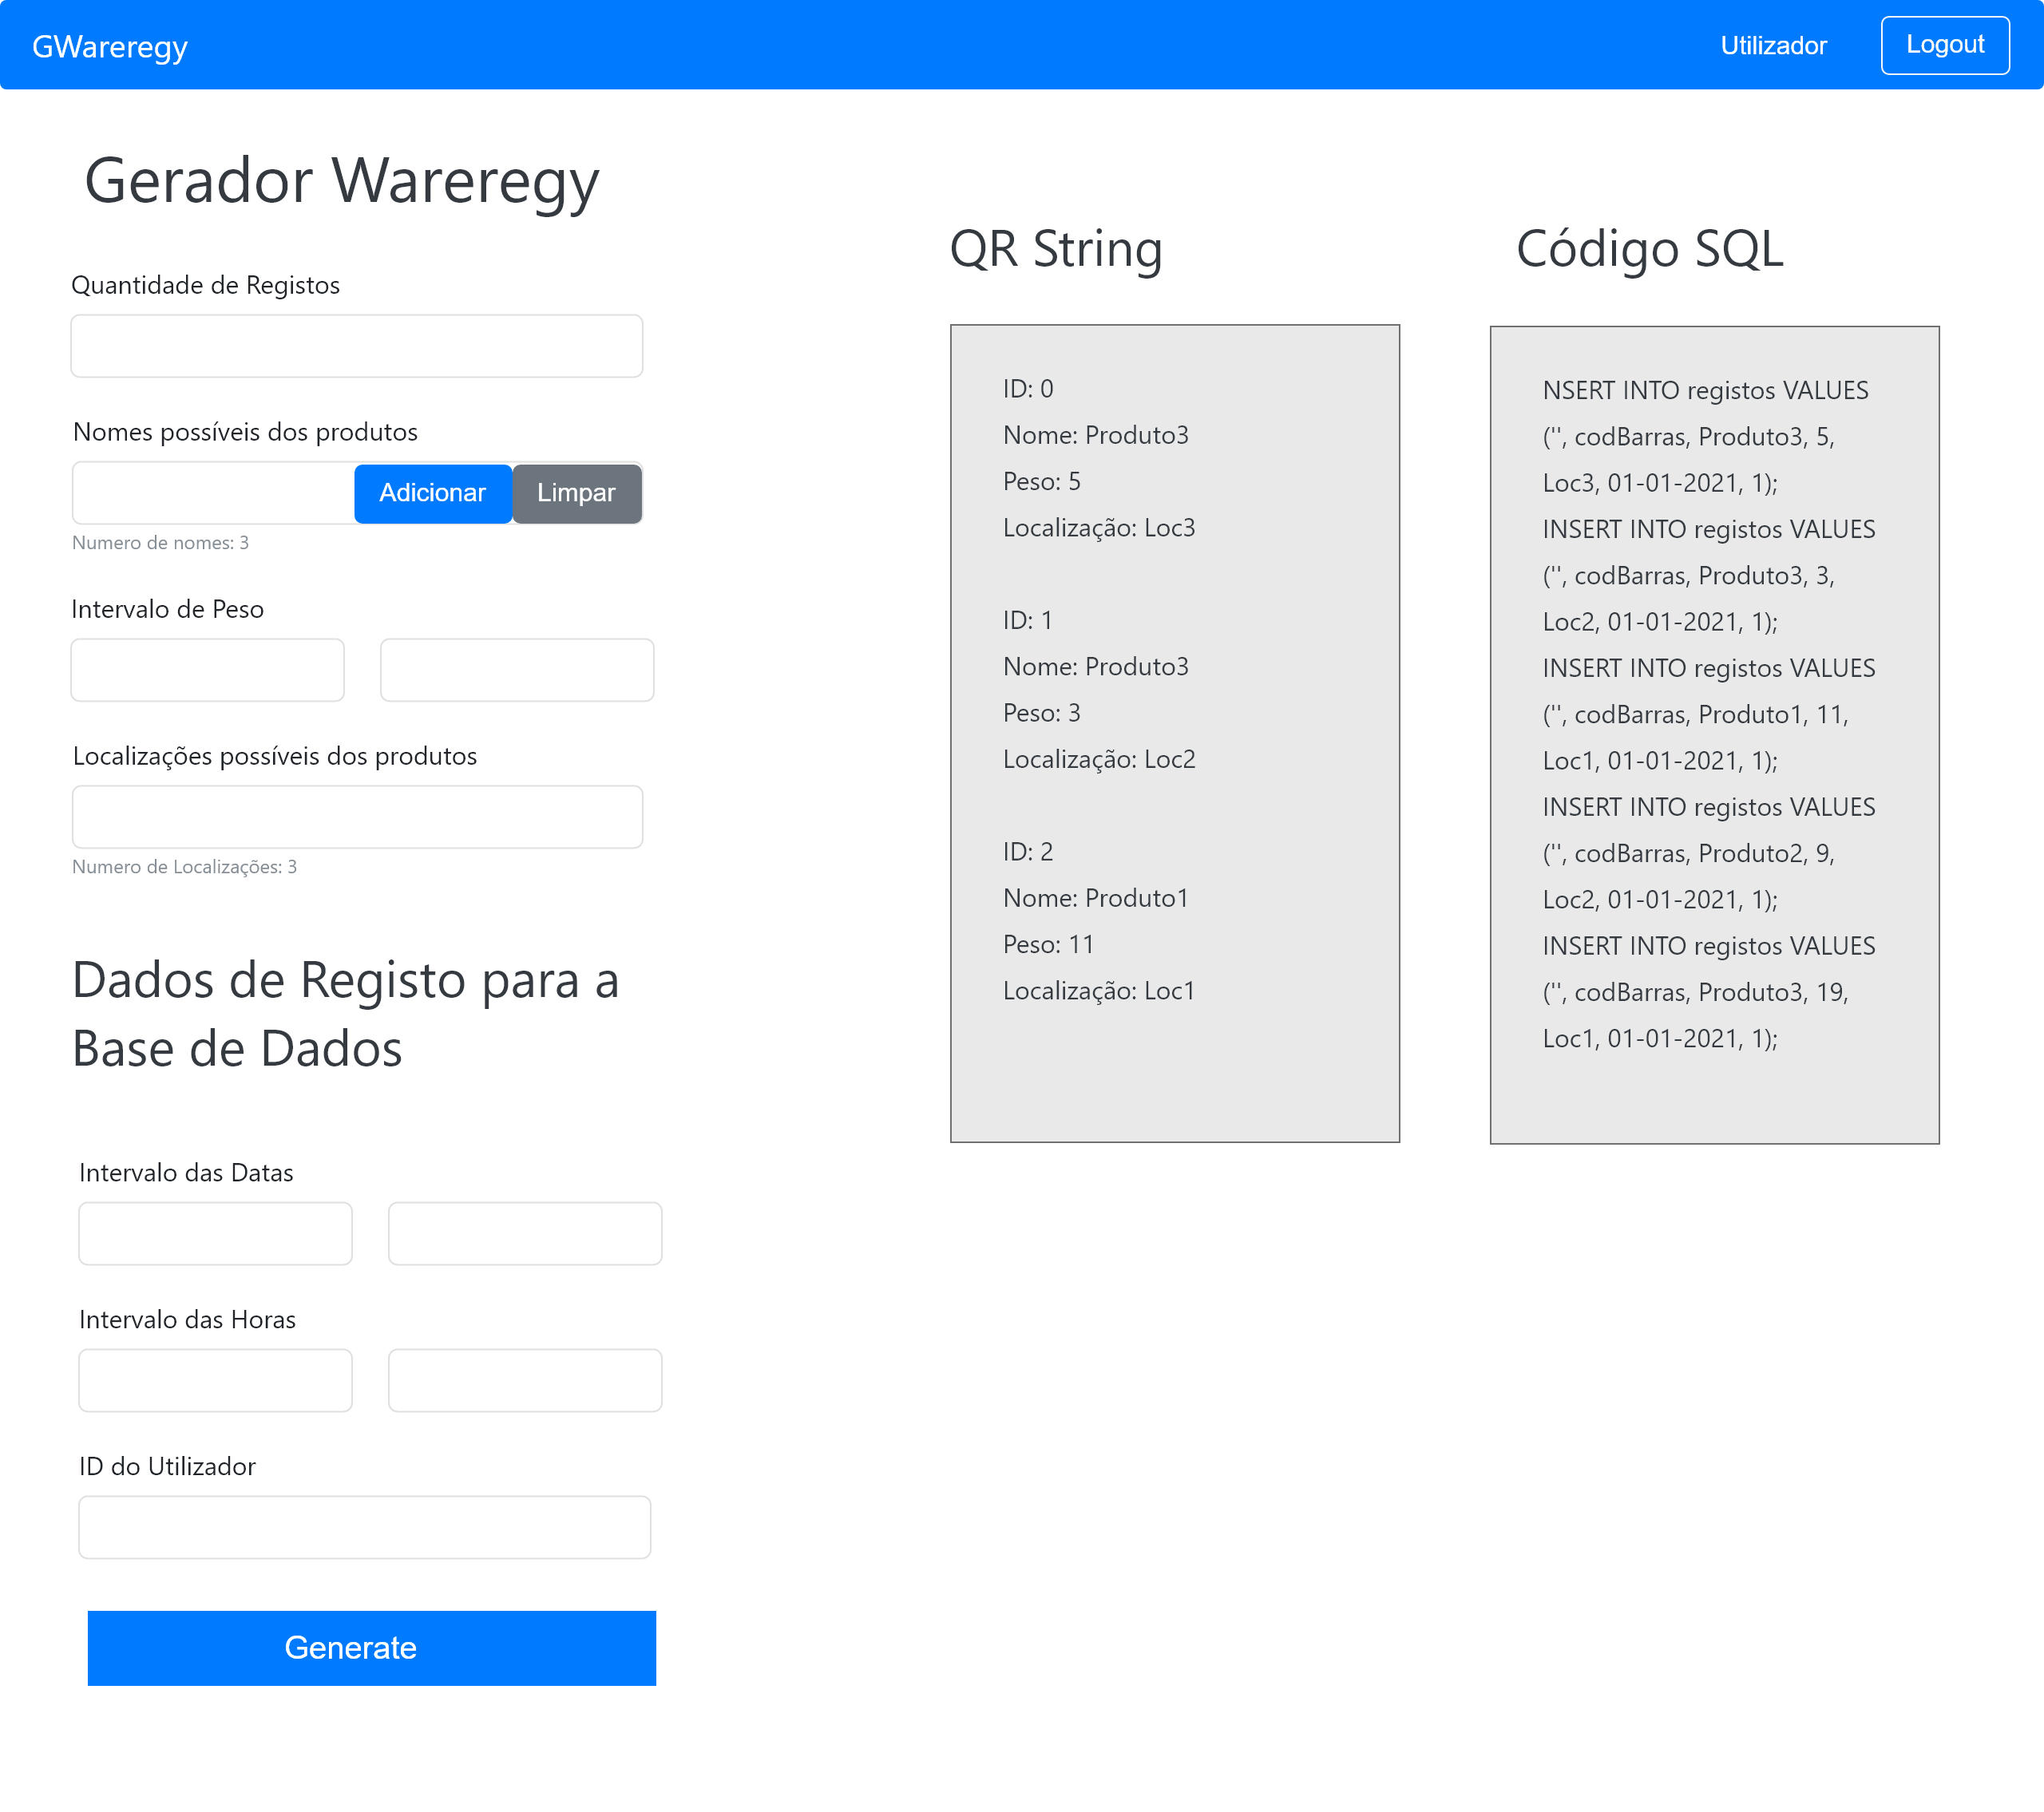 GWareregy
Utilizador
Logout
Gerador Wareregy
Quantidade de Registos
Nomes possíveis dos produtos
Adicionar
Limpar
Numero de nomes: 3
Intervalo de Peso
Localizações possíveis dos produtos
Numero de Localizações: 3
Dados de Registo para a
Base de Dados
Intervalo das Datas
Intervalo das Horas
ID do Utilizador
Generate
QR String
ID: 0
Nome: Produto3
Peso: 5
Localização: Loc3
ID: 1
Nome: Produto3
Peso: 3
Localização: Loc2
ID: 2
Nome: Produto1
Peso: 11
Localização: Loc1
Código SQL
NSERT INTO registos VALUES
('', codBarras, Produto3, 5,
Loc3, 01-01-2021, 1);
INSERT INTO registos VALUES
('', codBarras, Produto3, 3,
Loc2, 01-01-2021, 1);
INSERT INTO registos VALUES
('', codBarras, Produto1, 11,
Loc1, 01-01-2021, 1);
INSERT INTO registos VALUES
('', codBarras, Produto2, 9,
Loc2, 01-01-2021, 1);
INSERT INTO registos VALUES
('', codBarras, Produto3, 19,
Loc1, 01-01-2021, 1);